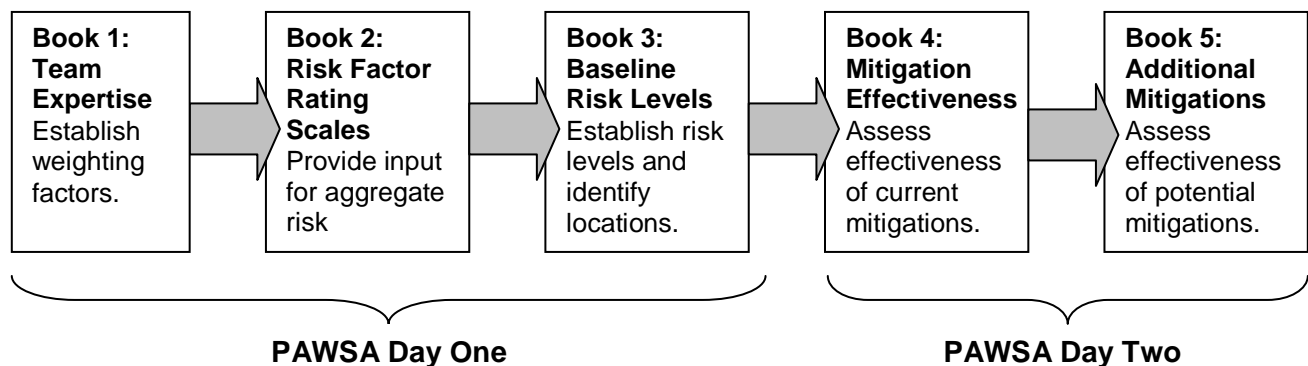 Book 1:
Team
Expertise
Establish
weighting
factors.
Book 2:
Risk Factor
Rating
Scales
Provide input
for aggregate
risk
Book 3:
Baseline
Risk Levels
Establish risk
levels and
identify
locations.
Book 4:
Mitigation
Effectiveness
Assess
effectiveness
of current
mitigations.
Book 5:
Additional
Mitigations
Assess
effectiveness
of potential
mitigations.
PAWSA Day One
PAWSA Day Two